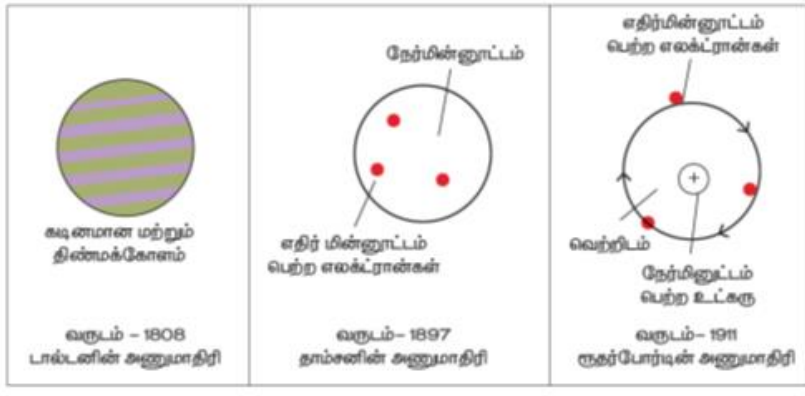 கடினமான மற்றும்
திண்மக்கோளம்
வருடம் – 1808
டால்டனின் அணுமாதிரி
நேர்மின்னூட்டம்
எதிர் மின்னூட்டம்
பெற்ற எலக்ட்ரான்கள்
வருடம்– 1897
தாம்சனின் அணுமாதிரி
எதிர்மின்னூட்டம்
பெற்ற எலக்ட்ரான்கள்
+
வெற்றிடம்
நேர்மினுட்டம்
பெற்ற உட்கரு
வருடம்– 1911
ரூதர்போர்டின் அணுமாதிரி